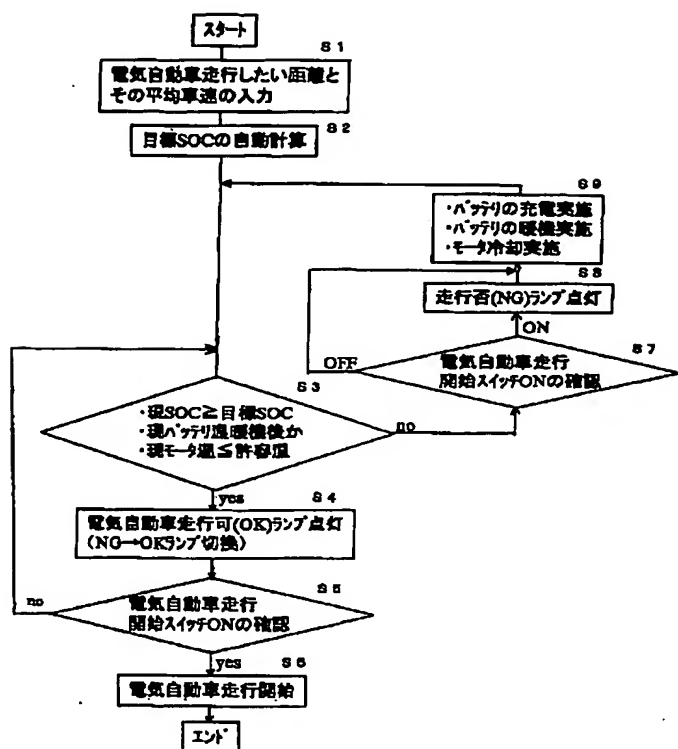 スタート
S1
電気自動車走行したい距離と
その平均車速の入力
S2
目標SOCの自動計算
S9
・バッテリの充電実施
・バッテリの暖機実施
・モータ冷却実施
S8
走行否(NG)ランプ点灯
ON
S7
OFF
電気自動車走行
開始スイッチONの確認
S3
・現SOC≧目標SOC
・現バッテリ温暖機後か
・現モータ温≦許容温
no
yes
S4
電気自動車走行可(OK)ランプ点灯
(NG→OKランプ切換)
S5
no
電気自動車走行
開始スイッチONの確認
yes
S6
電気自動車走行開始
エンド